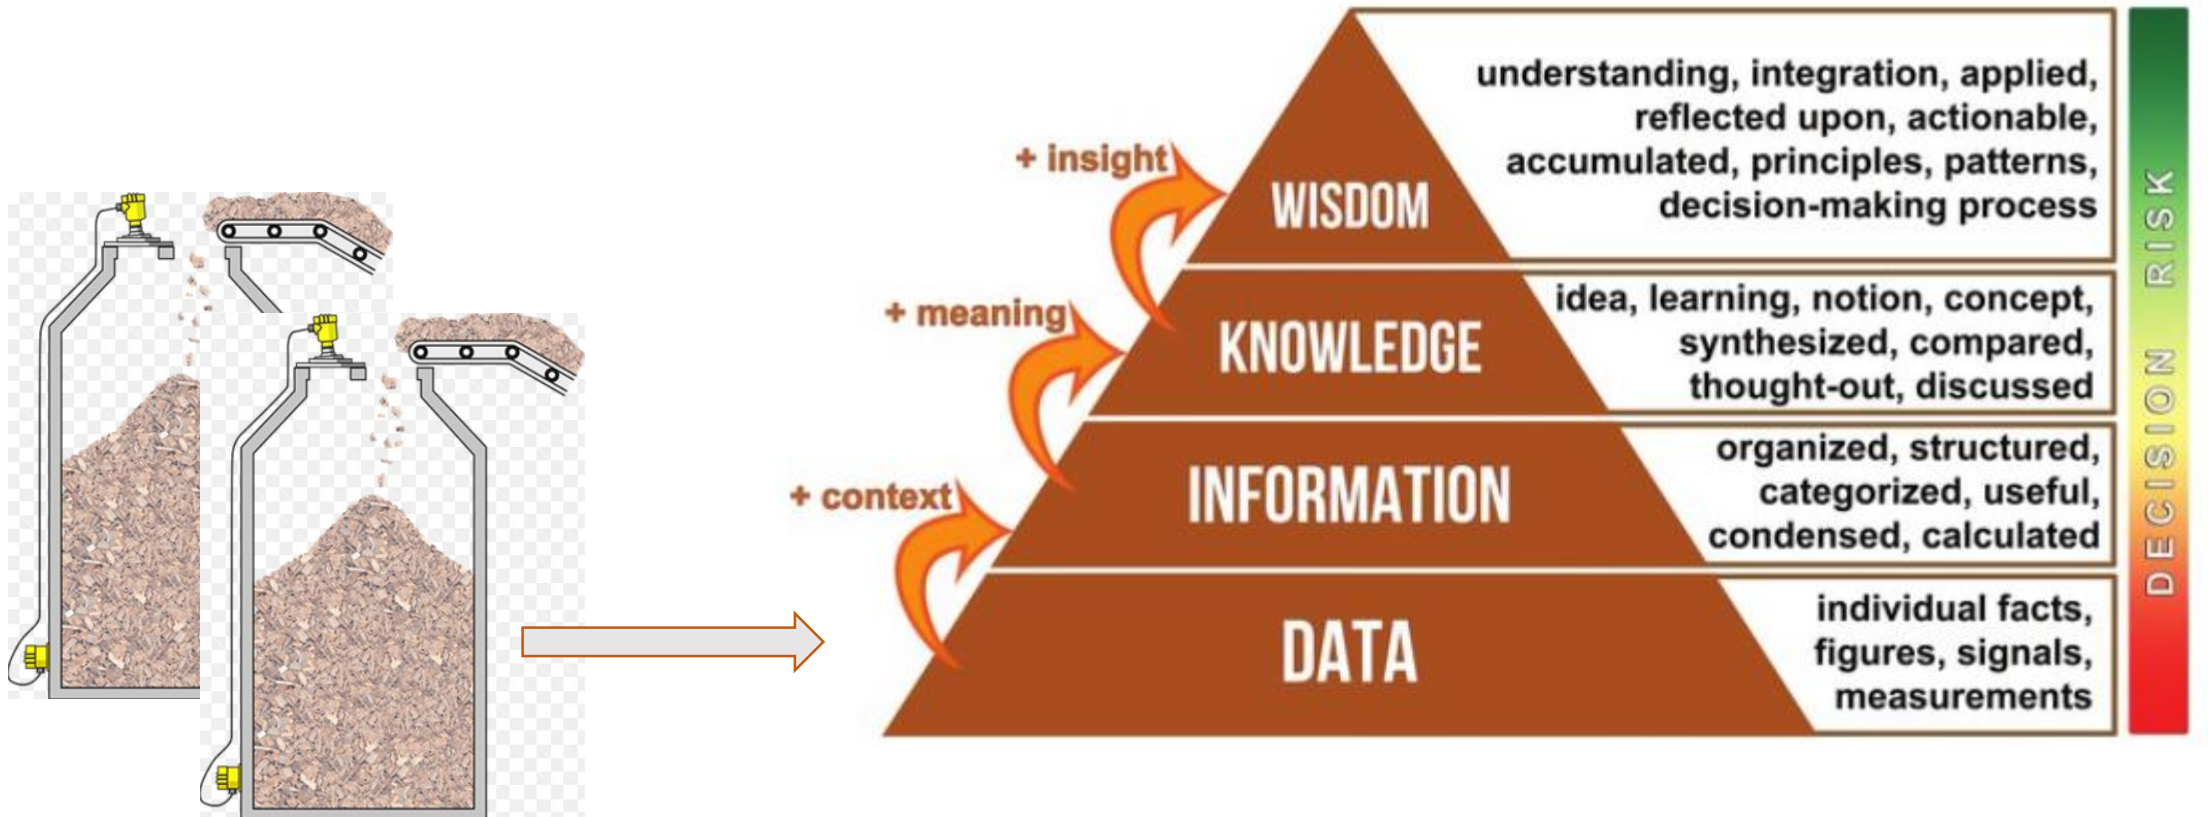 + insight
WISDOM
understanding, integration, applied,
reflected upon, actionable,
accumulated, principles, patterns,
decision-making process
+ meaning
KNOWLEDGE
idea, learning, notion, concept,
synthesized, compared,
thought-out, discussed
+ context
INFORMATION
organized, structured,
categorized, useful,
condensed, calculated
DATA
individual facts,
figures, signals,
measurements
DECISION RISK